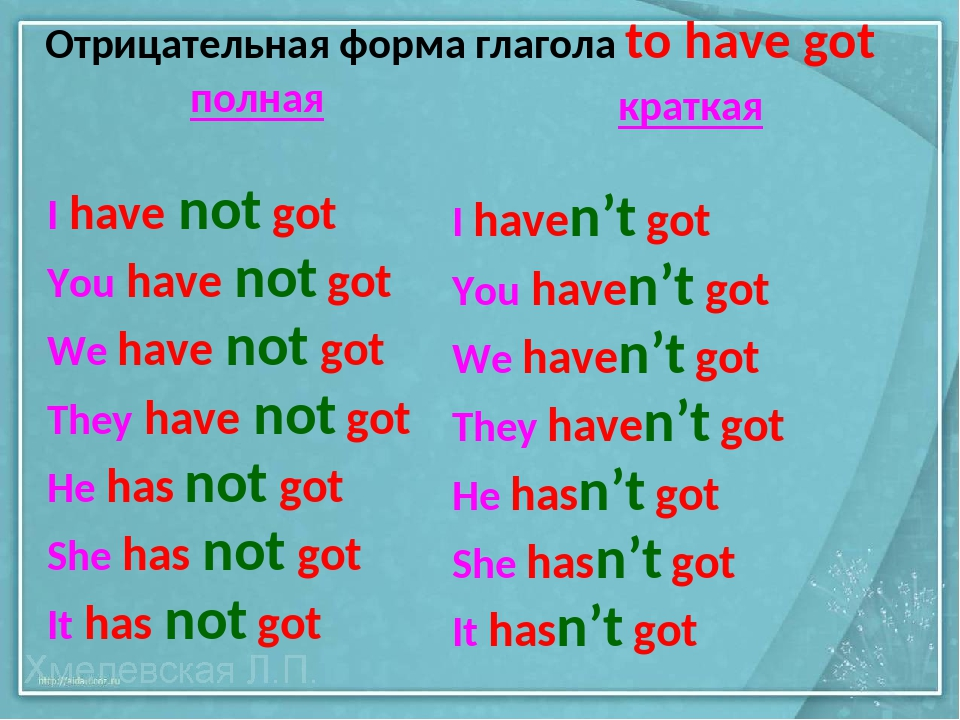 Отрицательная форма глагола to have got
полная
краткая
I have not got
You have not got
We have not got
They have not got
He has not got
She has not got
It has not got
I haven’t got
You haven’t got
We haven’t got
They haven’t got
He hasn’t got
She hasn’t got
It hasn’t got
Хмелевская Л.П.